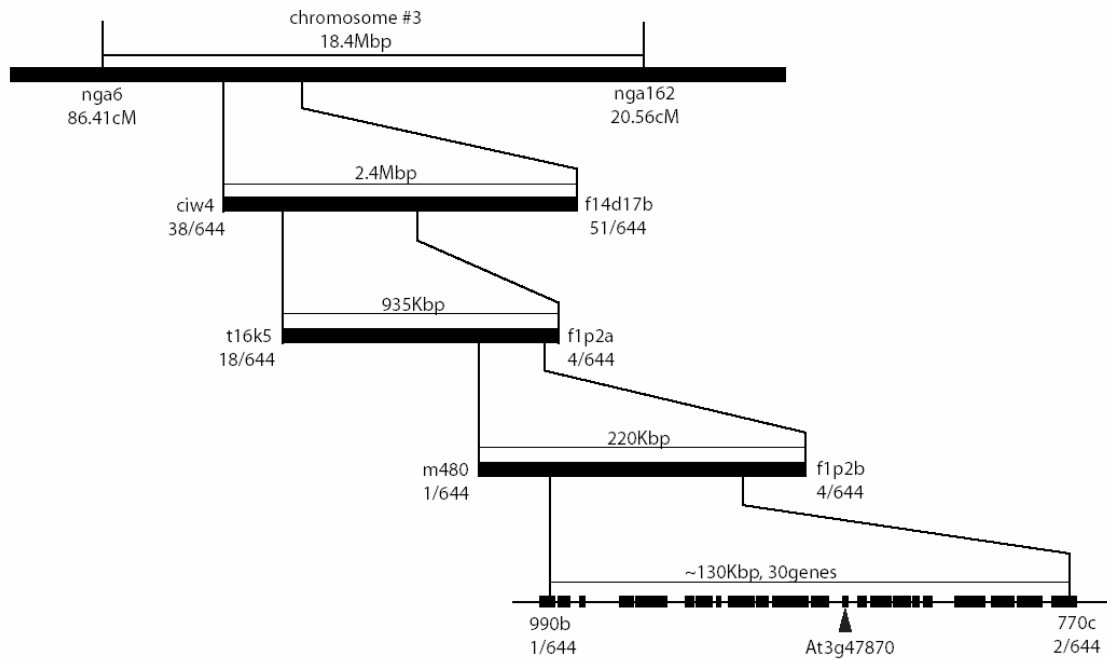 chromosome #3
18.4Mbp
nga6
86.41cM
nga162
20.56cM
2.4Mbp
ciw4
38/644
f14d17b
51/644
935Kbp
t16k5
18/644
f1p2a
4/644
220Kbp
m480
1/644
f1p2b
4/644
~130Kbp, 30genes
990b
1/644
At3g47870
770c
2/644